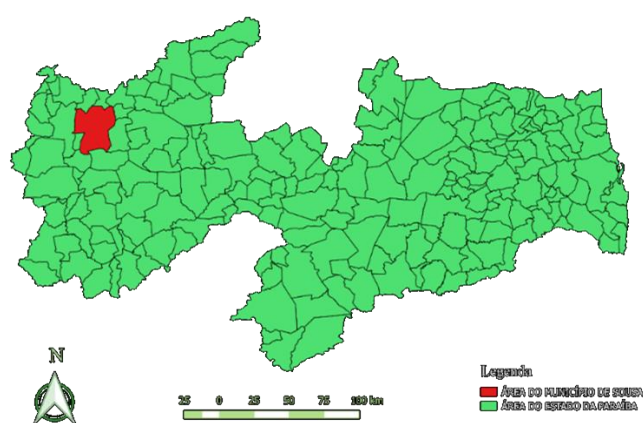 N
25 0 25 50 75 100 km
Legenda
ÁREA DO MUNICÍPIO DE SOUSA
ÁREA DO ESTADO DA PARAÍBA